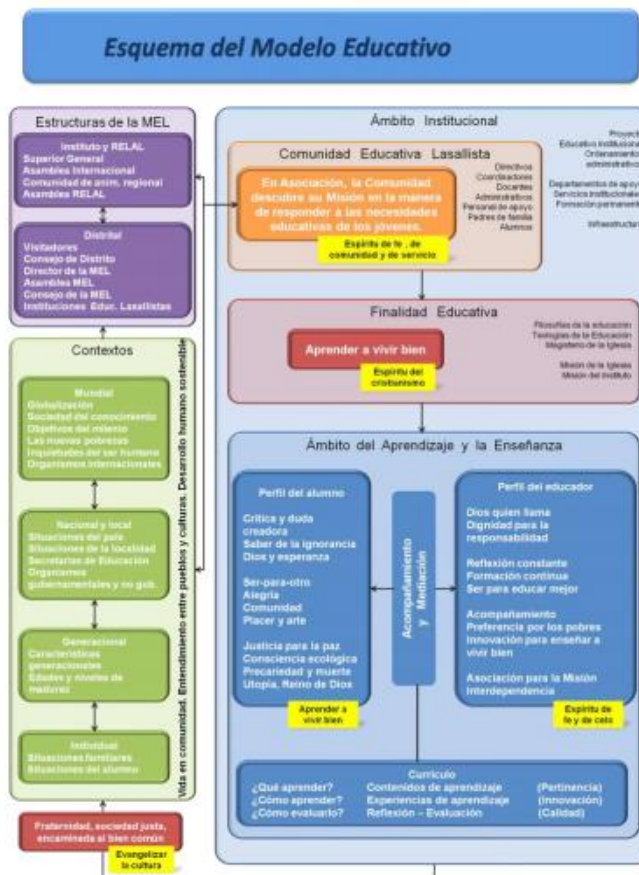 Esquema del Modelo Educativo
Estructuras de la MEL
Instituto y RELAL
Superior General
Asamblea Internacional
Comunidad de anim. regional
Asamblea RELAL
Distrital
Visitadores
Consejo de Distrito
Director de la MEL
Asamblea MEL
Consejo de la MEL
Instituciones Educ. Lasallistas
Contextos
Mundial
Globalización
Sociedad del conocimiento
Objetivos del milenio
Las nuevas pobrezas
Inquietudes del ser humano
Organismos internacionales
Nacional y local
Situaciones del país
Situaciones de la localidad
Secretarías de Educación
Organismos
gubernamentales y no gub.
Generacional
Características
generacionales
Edades y niveles de
madurez
Individual
Situaciones familiares
Situaciones del alumno
Vida en comunidad. Entendimiento entre pueblos y culturas. Desarrollo humano sostenible
Fraternidad, sociedad justa,
encaminada al bien común
Evangelizar
la cultura
Ámbito Institucional
Educativo Institucional
Departamentos de apoyo
Servicios institucionales
Formación permanente
Comunidad Educativa Lasallista
En Asociación, la Comunidad
descubre su Misión en la manera
de responder a las necesidades
educativas de los jóvenes.
Espíritu de fe , de
comunidad y de servicio
Directivos
Coordinadores
Docentes
Administrativos
Personal de apoyo
Padres de familia
Alumnos
Finalidad Educativa
Aprender a vivir bien
Espíritu del
cristianismo
Filosofías de la educación
Teologías de la Educación
Magisterio de la Iglesia
Misión de la Iglesia
Misión del Instituto
Ámbito del Aprendizaje y la Enseñanza
Perfil del alumno
Crítica y duda
creadora
Saber de la ignorancia
Dios y esperanza
Ser-para-otro
Alegría
Comunidad
Placer y arte
Justicia para la paz
Consciencia ecológica
Precariedad y muerte
Utopía, Reino de Dios
Aprender a
vivir bien
Acompañamiento
y Mediación
Perfil del educador
Dios quien llama
Dignidad para la
responsabilidad
Reflexión constante
Formación continua
Ser para educar mejor
Acompañamiento
Preferencia por los pobres
Innovación para enseñar a
vivir bien
Asociación para la Misión
Interdependencia
Espíritu de
fe y de celo
Currículo
¿Qué aprender? Contenidos de aprendizaje (Pertinencia)
¿Cómo aprender? Experiencias de aprendizaje (Innovación)
¿Cómo evaluarlo? Reflexión – Evaluación (Calidad)